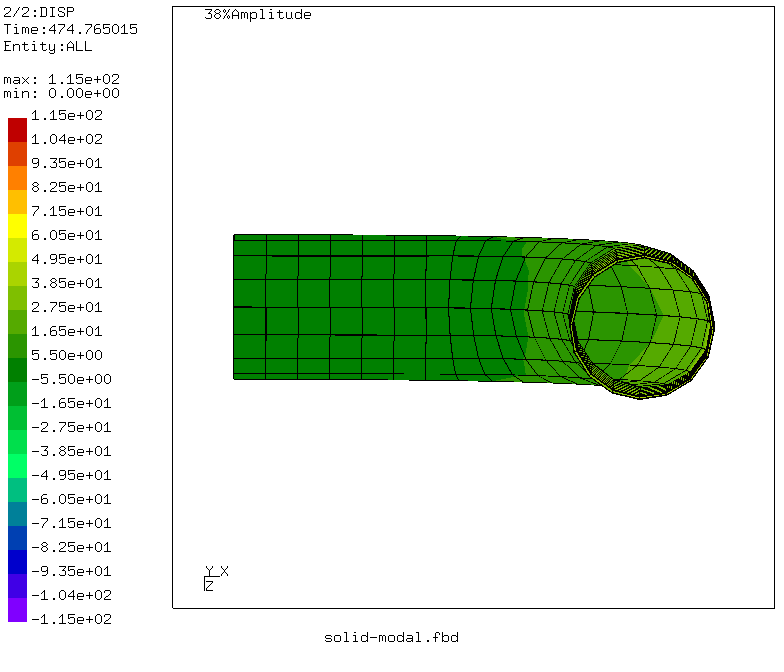 2/2:DISP
Time:474.765015
Entity:ALL
max: 1.15e+02
min: 0.00e+00
1.15e+02
1.04e+02
9.35e+01
8.25e+01
7.15e+01
6.05e+01
4.95e+01
3.85e+01
2.75e+01
1.65e+01
5.50e+00
-5.50e+00
-1.65e+01
-2.75e+01
-3.85e+01
-4.95e+01
-6.05e+01
-7.15e+01
-8.25e+01
-9.35e+01
-1.04e+02
-1.15e+02
38%Amplitude
Y X
Z
solid-modal.fbd